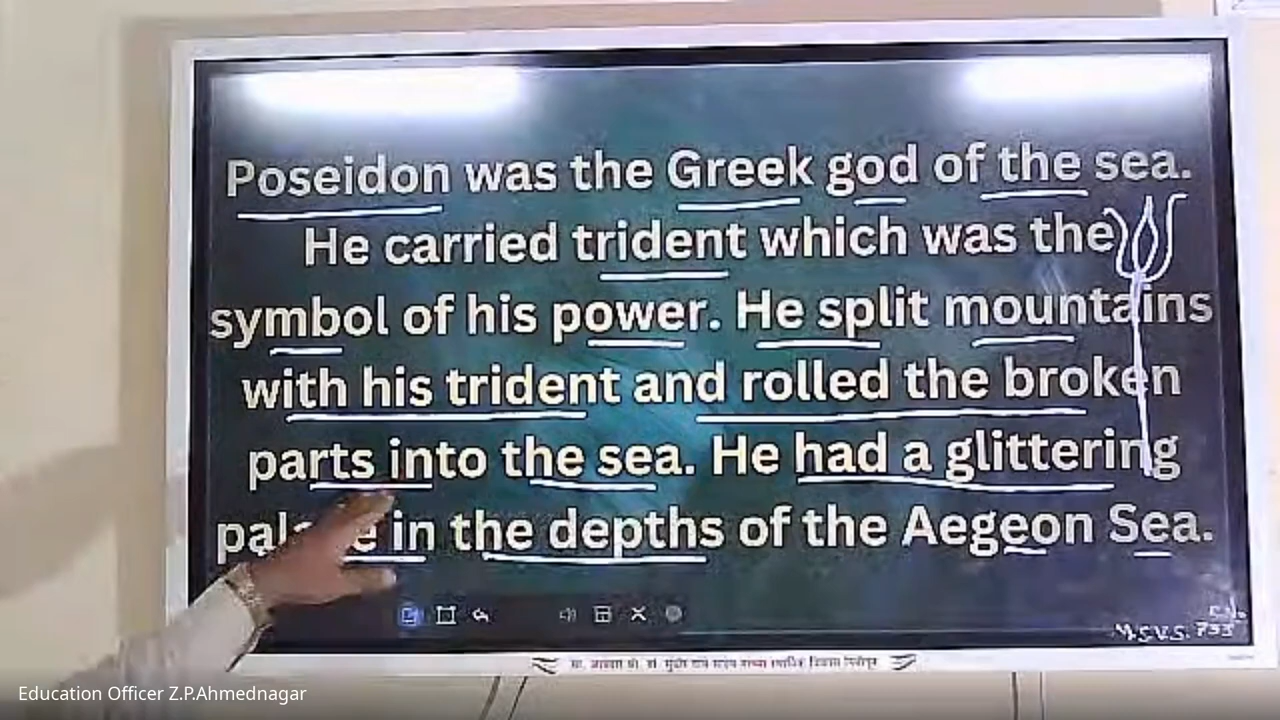 Poseidon was the Greek god of the sea.
He carried trident which was the
symbol of his power. He split mountains
with his trident and rolled the broken
parts into the sea. He had a glittering
in the depths of the Aegeon Sea.
M.S.V.S. 733
Education Officer Z.P.Ahmednagar